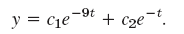 y = c₁e⁻⁹ᵗ + c₂e⁻ᵗ.